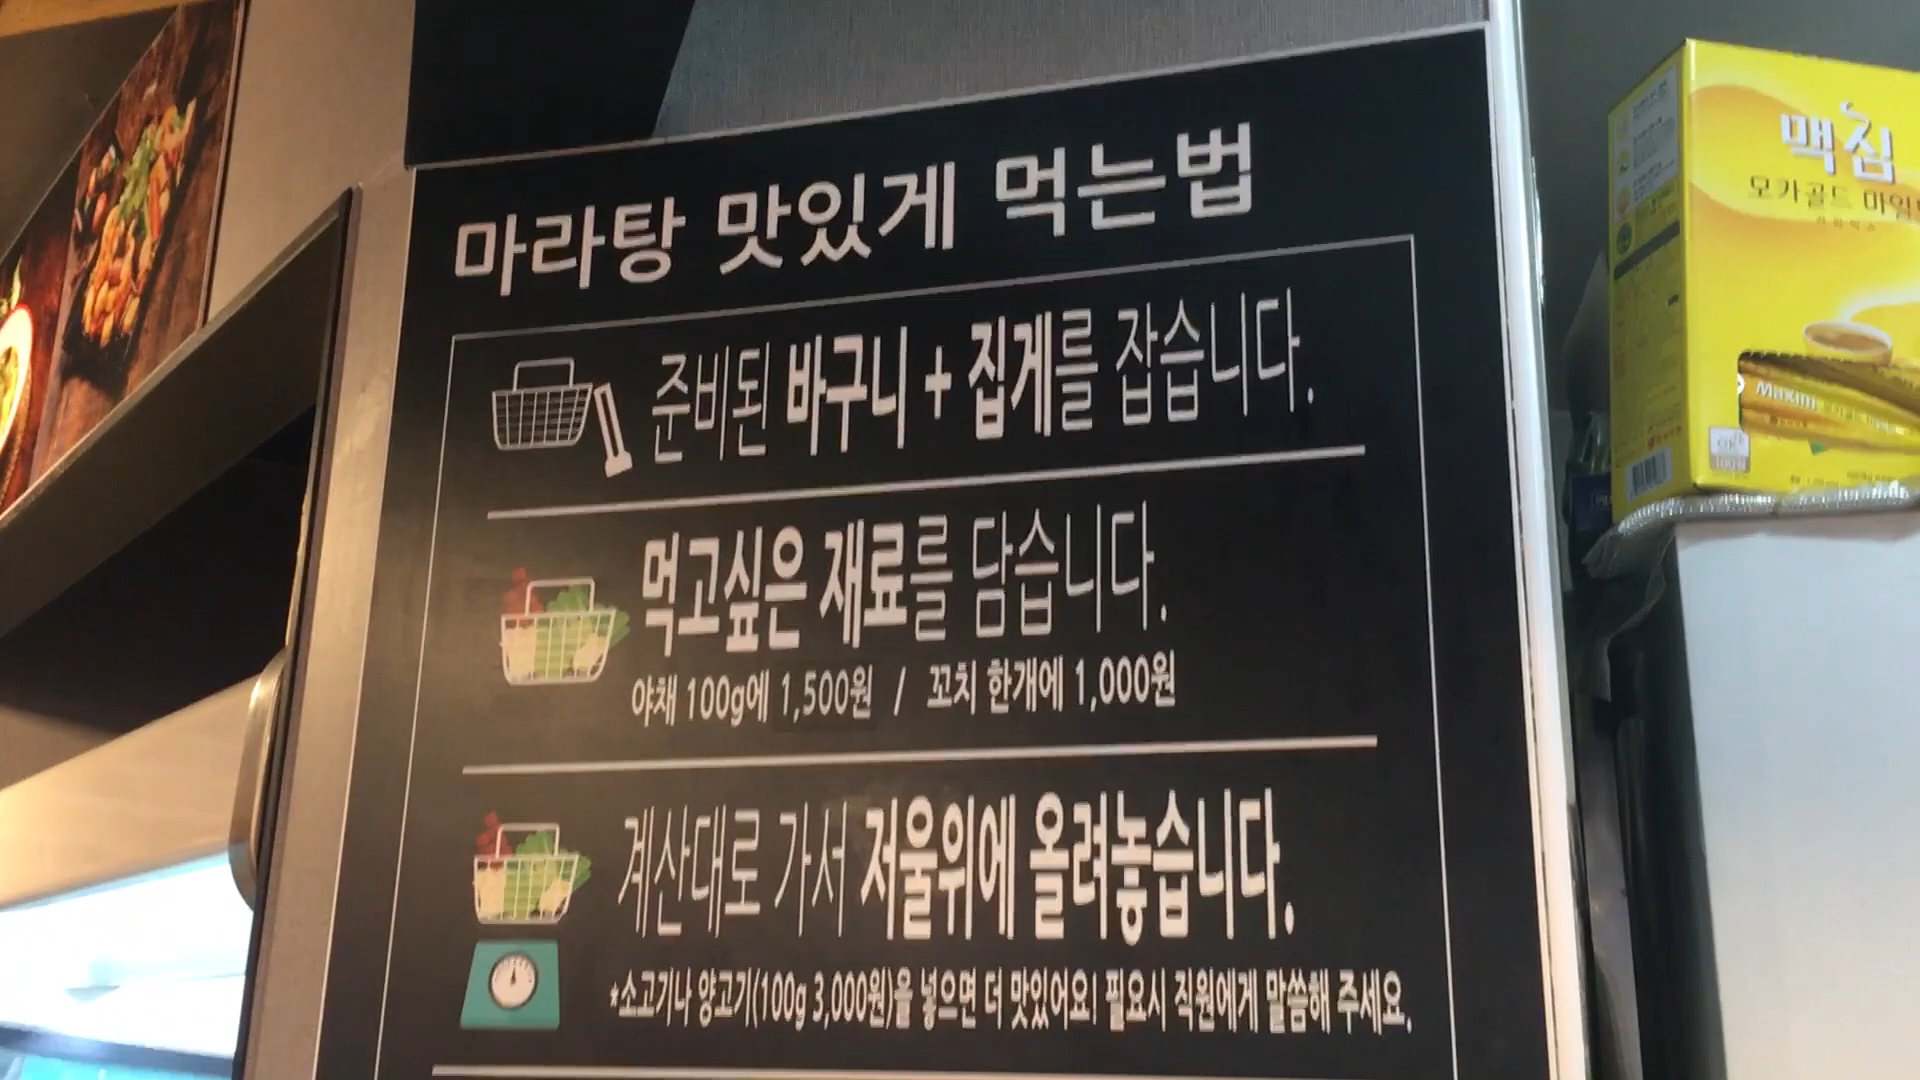 마라탕 맛있게 먹는법
준비된 바구니 + 집게를 잡습니다.
먹고싶은 재료를 담습니다.
야채 100g에 1,500원 / 꼬치 한개에 1,000원
계산대로 가서 저울위에 올려놓습니다.
*소고기나 양고기(100g 3,000원)을 넣으면 더 맛있어요! 필요시 직원에게 말씀해 주세요.
맥심
모카골드 마일드
커피믹스
Maxim